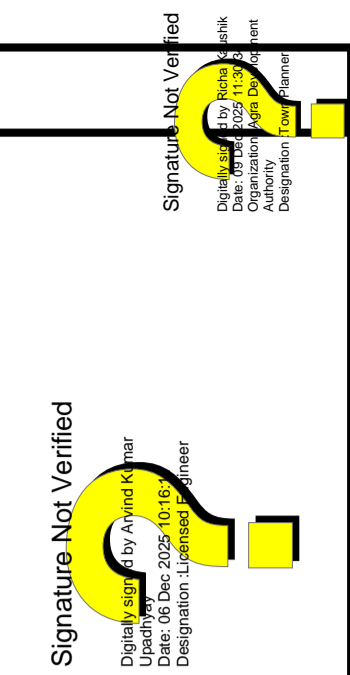 Signature Not Verified
Digitally signed by Richa Kaushik
Date: 09 Dec 2025 11:30:3
Organization :Agra Development
Authority
Designation :Town Planner
Signature Not Verified
Digitally signed by Arvind Kumar
Upadhyay
Date: 06 Dec 2025 10:16:1
Designation :Licensed Engineer